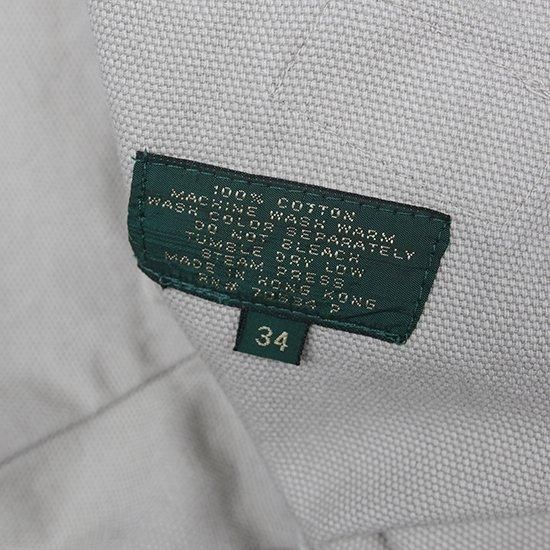 100% COTTON
MACHINE WASH WARM
WASH COLOR SEPARATELY
DO NOT BLEACH
TUMBLE DRY LOW
STEAM PRESS
MADE IN HONG KONG
34